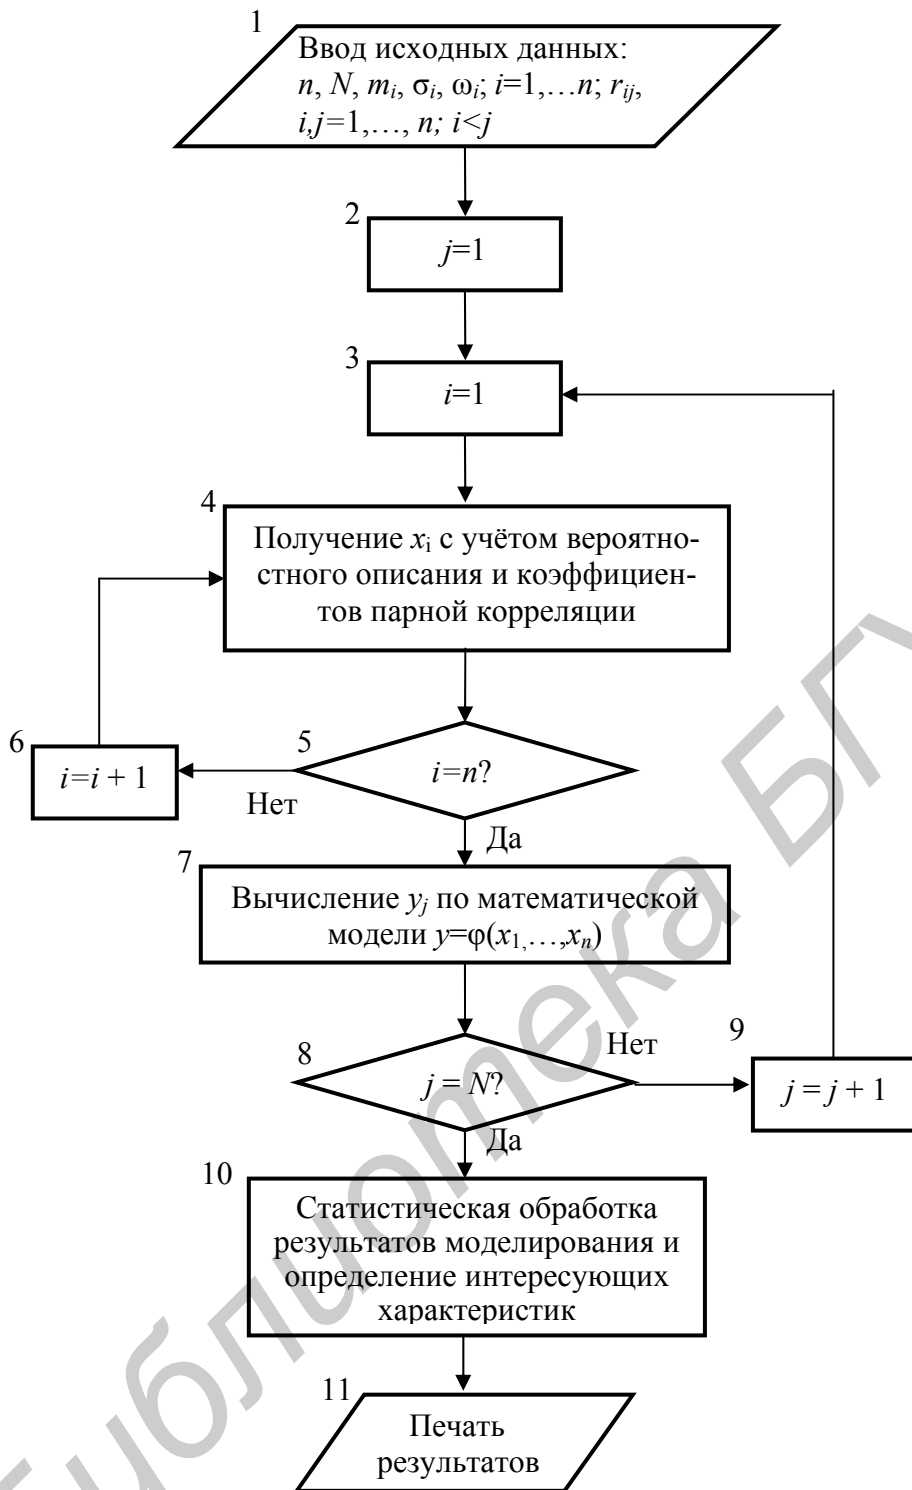 1
Ввод исходных данных:
n, N, mᵢ, σᵢ, ωᵢ; i=1,…n; rᵢⱼ,
i,j=1,…, n; i<j
2
j=1
3
i=1
4
Получение xᵢ с учётом вероятно-
стного описания и коэффициен-
тов парной корреляции
5
i=n?
6
i=i + 1
Нет
Да
7
Вычисление yⱼ по математической
модели y=φ(x₁,…,xₙ)
8
j = N?
Нет
9
j = j + 1
Да
10
Статистическая обработка
результатов моделирования и
определение интересующих
характеристик
11
Печать
результатов